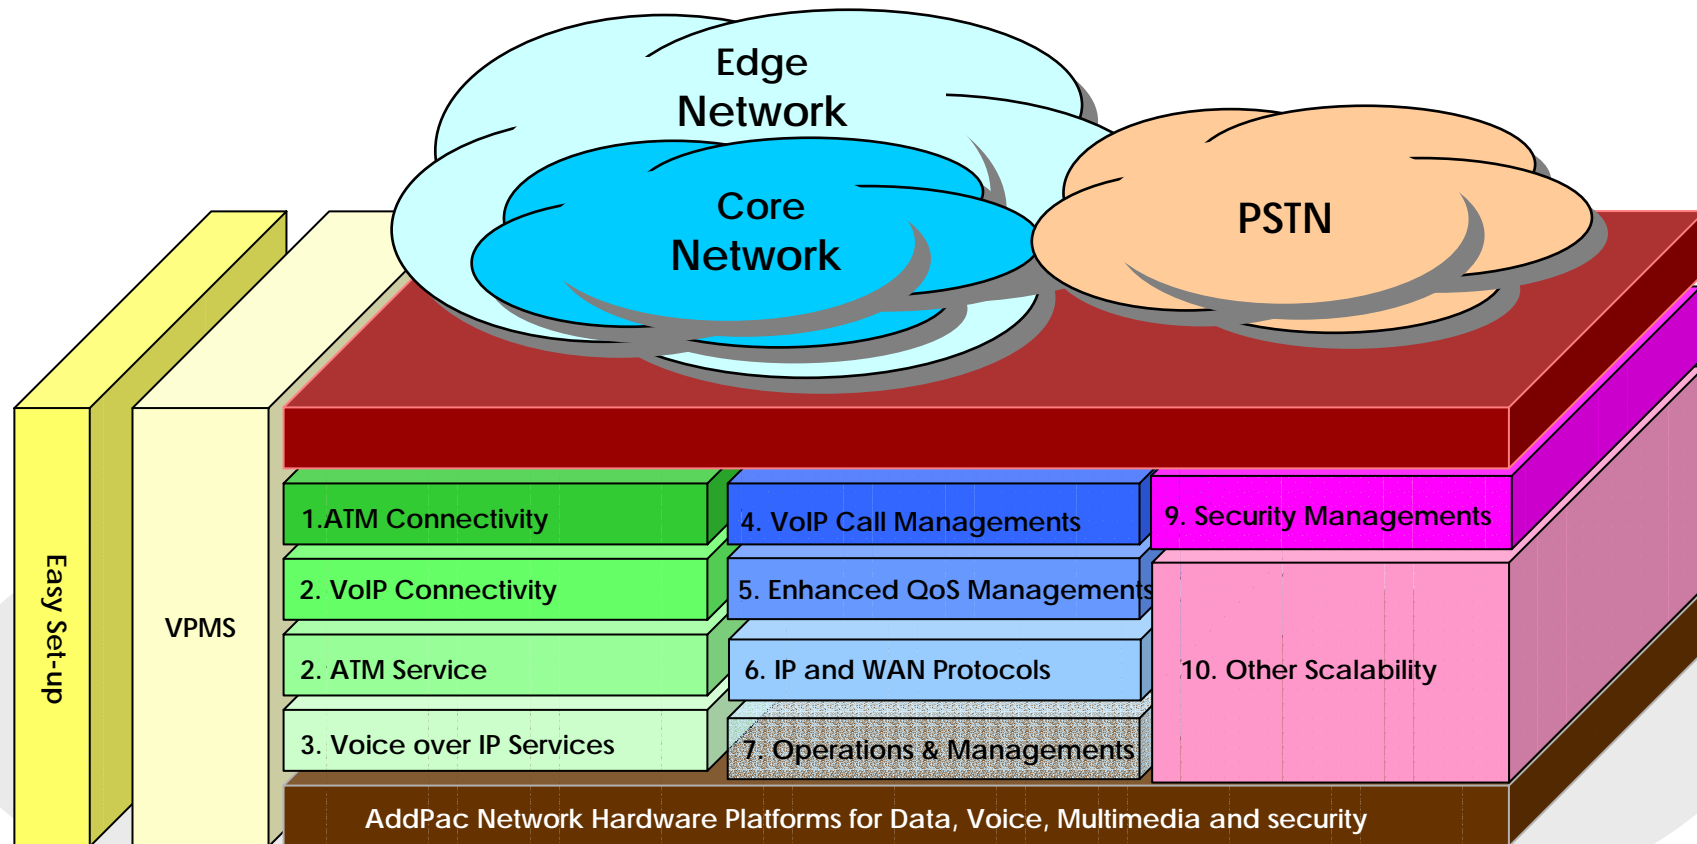 Edge
Network
Core
Network
PSTN
Easy Set-up
VPMS
1.ATM Connectivity
2. VoIP Connectivity
2. ATM Service
3. Voice over IP Services
4. VoIP Call Managements
5. Enhanced QoS Managements
6. IP and WAN Protocols
7. Operations & Managements
9. Security Managements
10. Other Scalability
AddPac Network Hardware Platforms for Data, Voice, Multimedia and security